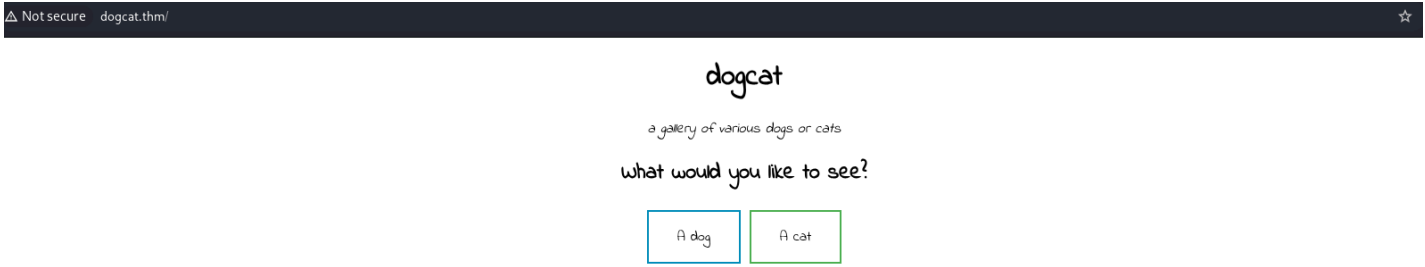 Not secure dogcat.thm/
dogcat
a gallery of various dogs or cats
What would you like to see?
A dog A cat